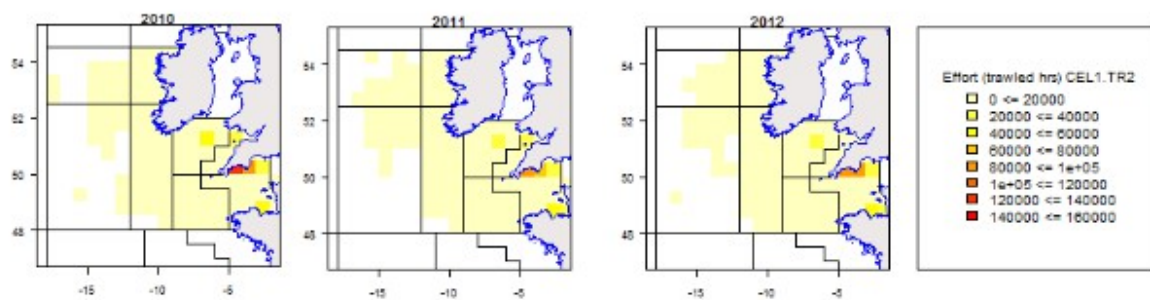 2010 2011 2012
54 54 54
52 52 52
50 50 50
48 48 48
-15 -10 -5 -15 -10 -5 -15 -10 -5
Effort (trawled hrs) CEL1.TR2
0 <= 20000
20000 <= 40000
40000 <= 60000
60000 <= 80000
80000 <= 1e+05
1e+05 <= 120000
120000 <= 140000
140000 <= 160000